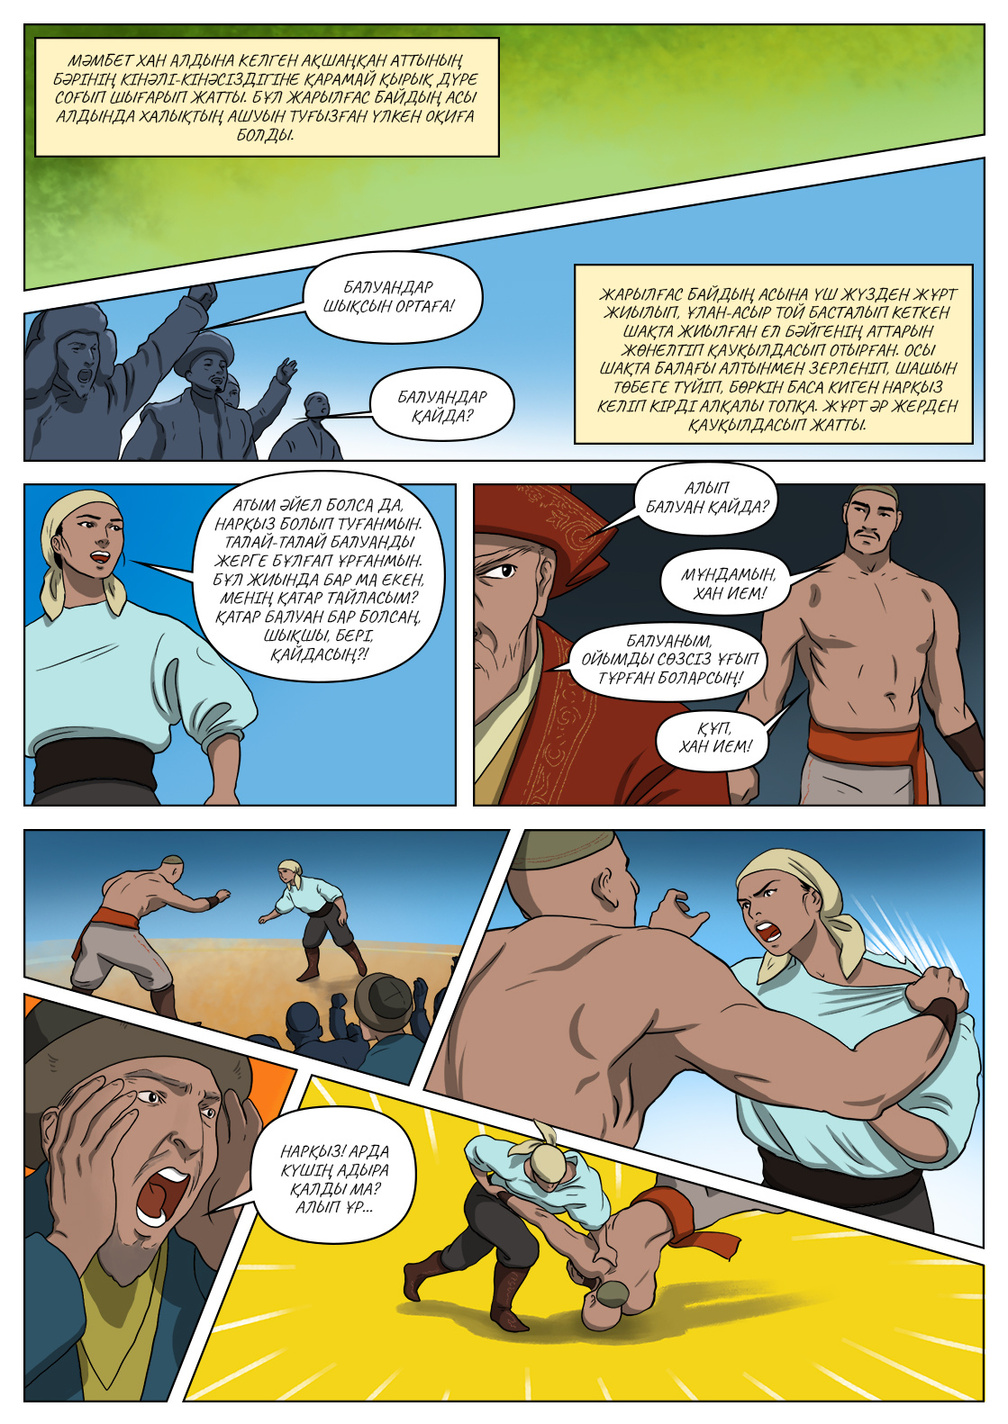 МӘМБЕТ ХАН АЛДЫНА КЕЛГЕН АҚШАҢҚАН АТТЫНЫҢ
БӘРІНІҢ КІНӘЛІ-КІНӘСІЗДІГІНЕ ҚАРАМАЙ ҚЫРЫҚ ДҮРЕ
СОҒЫП ШЫҒАРЫП ЖАТТЫ. БҰЛ ЖАРЫЛҒАС БАЙДЫҢ АСЫ
АЛДЫНДА ХАЛЫҚТЫҢ АШУЫН ТУҒЫЗҒАН ҮЛКЕН ОҚИҒА
БОЛДЫ.
БАЛУАНДАР
ШЫҚСЫН ОРТАҒА!
БАЛУАНДАР
ҚАЙДА?
ЖАРЫЛҒАС БАЙДЫҢ АСЫНА ҮШ ЖҮЗДЕН ЖҰРТ
ЖИЫЛЫП, ҰЛАН-АСЫР ТОЙ БАСТАЛЫП КЕТКЕН
ШАҚТА ЖИЫЛҒАН ЕЛ БӘЙГЕНІҢ АТТАРЫН
ЖӨНЕЛТІП ҚАУҚЫЛДАСЫП ОТЫРҒАН. ОСЫ
ШАҚТА БАЛАҒЫ АЛТЫНМЕН ЗЕРЛЕНІП, ШАШЫН
ТӨБЕГЕ ТҮЙІП, БӨРКІН БАСА КИГЕН НАРҚЫЗ
КЕЛІП КІРДІ АЛҚАЛЫ ТОПҚА. ЖҰРТ ӘР ЖЕРДЕН
ҚАУҚЫЛДАСЫП ЖАТТЫ.
АТЫМ ӘЙЕЛ БОЛСА ДА,
НАРҚЫЗ БОЛЫП ТУҒАНМЫН.
ТАЛАЙ-ТАЛАЙ БАЛУАНДЫ
ЖЕРГЕ БҰЛҒАП ҰРҒАНМЫН.
БҰЛ ЖИЫНДА БАР МА ЕКЕН,
МЕНІҢ ҚАТАР ТАЙЛАСЫМ?
ҚАТАР БАЛУАН БАР БОЛСАҢ,
ШЫҚШЫ, БЕРІ,
ҚАЙДАСЫҢ?!
АЛЫП
БАЛУАН ҚАЙДА?
МҰНДАМЫН,
ХАН ИЕМ!
БАЛУАНЫМ,
ОЙЫМДЫ СӨЗСІЗ ҰҒЫП
ТҰРҒАН БОЛАРСЫҢ!
ҚҰП,
ХАН ИЕМ!
НАРҚЫЗ! АРДА
КҮШІҢ АДЫРА
ҚАЛДЫ МА?
АЛЫП ҰР...